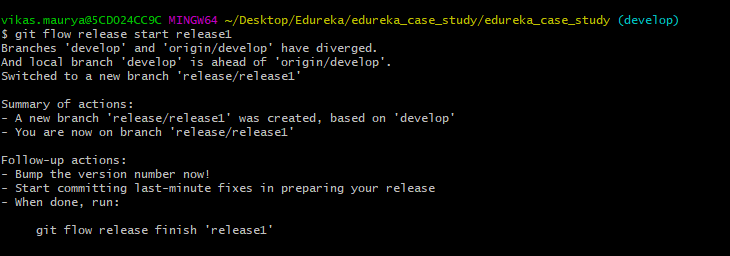 vikas.maurya@5CD024CC9C MINGW64 ~/Desktop/Edureka/edureka_case_study/edureka_case_study (develop)
$ git flow release start release1
Branches 'develop' and 'origin/develop' have diverged.
And local branch 'develop' is ahead of 'origin/develop'.
Switched to a new branch 'release/release1'
Summary of actions:
- A new branch 'release/release1' was created, based on 'develop'
- You are now on branch 'release/release1'
Follow-up actions:
- Bump the version number now!
- Start committing last-minute fixes in preparing your release
- When done, run:
git flow release finish 'release1'